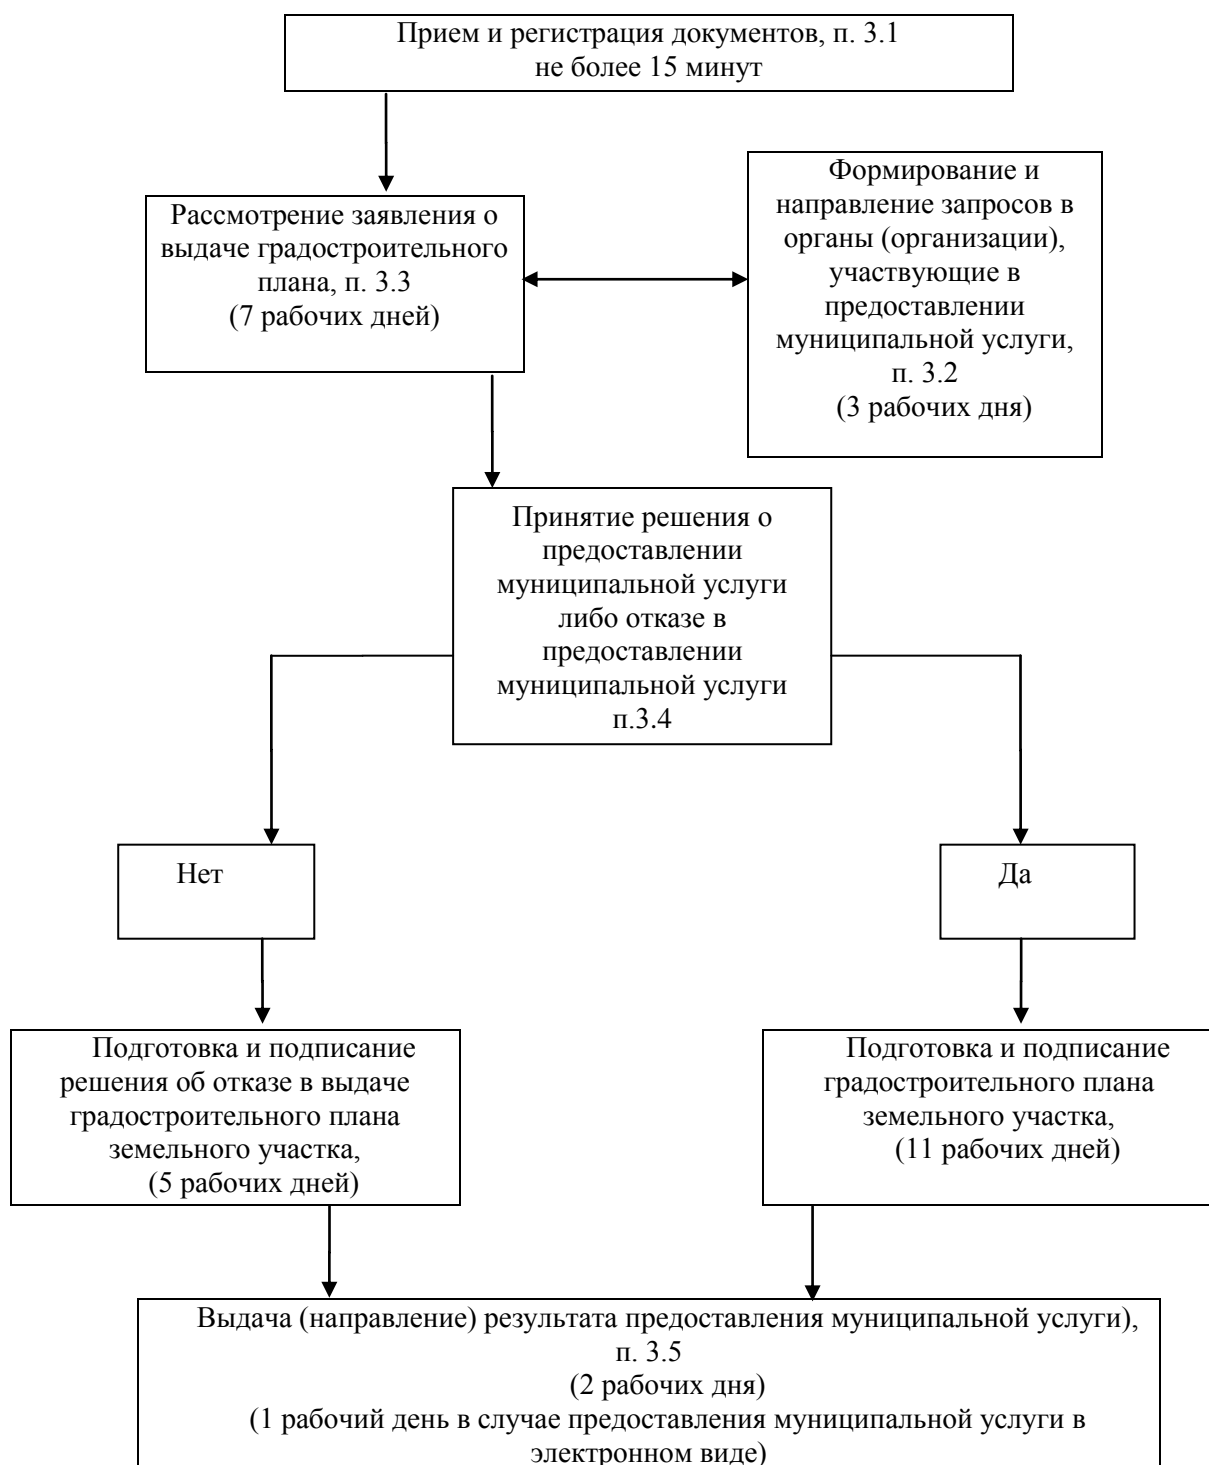 Прием и регистрация документов, п. 3.1
не более 15 минут
Рассмотрение заявления о
выдаче градостроительного
плана, п. 3.3
(7 рабочих дней)
Формирование и
направление запросов в
органы (организации),
участвующие в
предоставлении
муниципальной услуги,
п. 3.2
(3 рабочих дня)
Принятие решения о
предоставлении
муниципальной услуги
либо отказе в
предоставлении
муниципальной услуги
п.3.4
Нет
Да
Подготовка и подписание
решения об отказе в выдаче
градостроительного плана
земельного участка,
(5 рабочих дней)
Подготовка и подписание
градостроительного плана
земельного участка,
(11 рабочих дней)
Выдача (направление) результата предоставления муниципальной услуги),
п. 3.5
(2 рабочих дня)
(1 рабочий день в случае предоставления муниципальной услуги в
электронном виде)